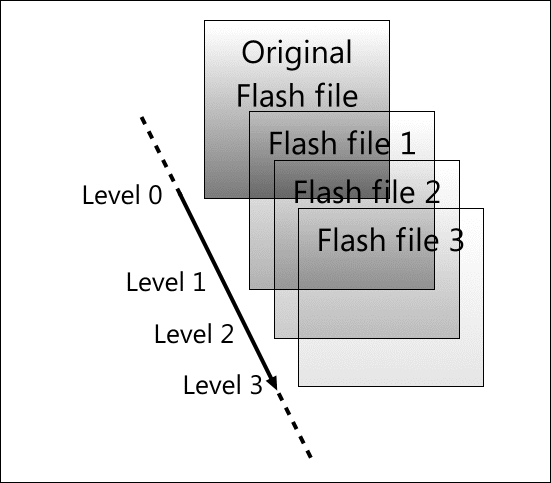 Original
Flash file
Flash file 1
Flash file 2
Flash file 3
Level 0
Level 1
Level 2
Level 3